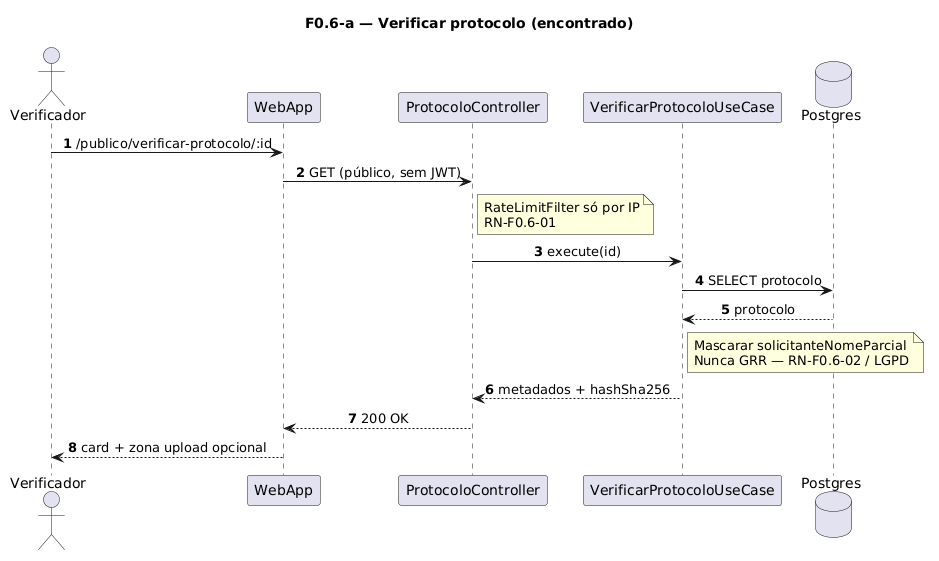 F0.6-a — Verificar protocolo (encontrado)
Verificador
WebApp
ProtocoloController
VerificarProtocoloUseCase
Postgres
1 /publico/verificar-protocolo/:id
2 GET (público, sem JWT)
RateLimitFilter só por IP
RN-F0.6-01
3 execute(id)
4 SELECT protocolo
5 protocolo
Mascarar solicitanteNomeParcial
Nunca GRR — RN-F0.6-02 / LGPD
6 metadados + hashSha256
7 200 OK
8 card + zona upload opcional
Verificador
WebApp
ProtocoloController
VerificarProtocoloUseCase
Postgres